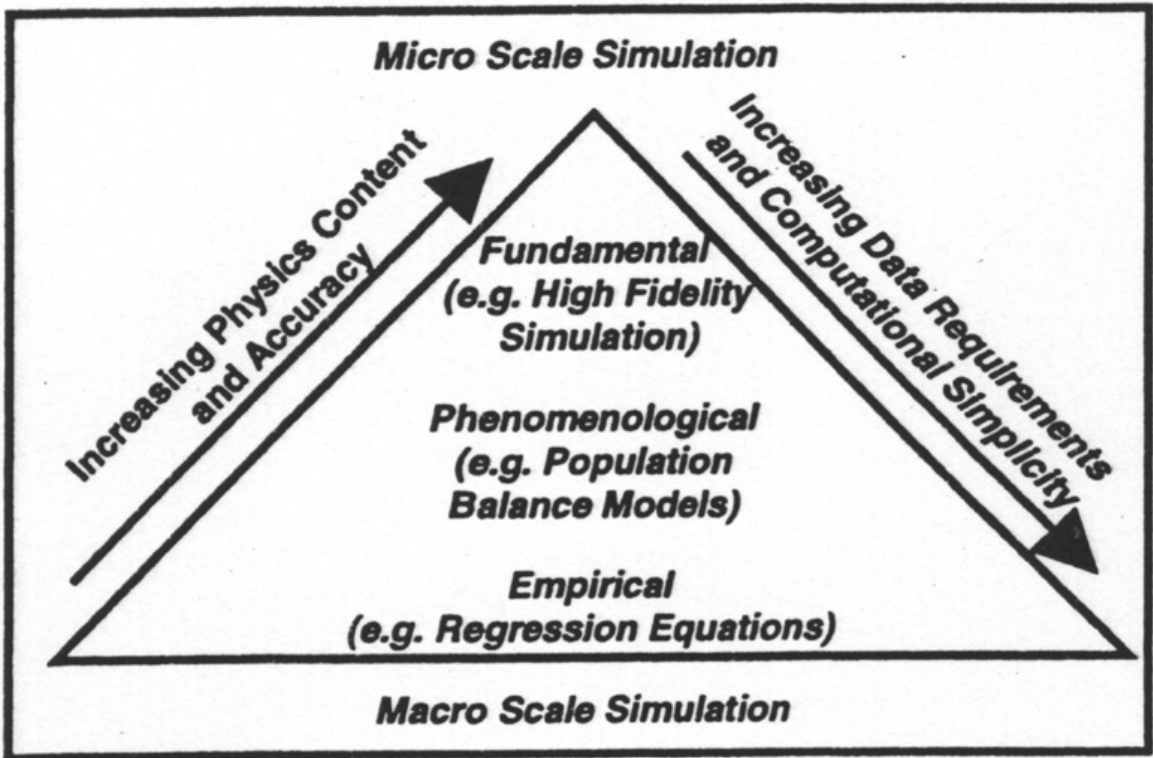 Micro Scale Simulation
Increasing Physics Content
and Accuracy
Increasing Data Requirements
and Computational Simplicity
Fundamental
(e.g. High Fidelity
Simulation)
Phenomenological
(e.g. Population
Balance Models)
Empirical
(e.g. Regression Equations)
Macro Scale Simulation